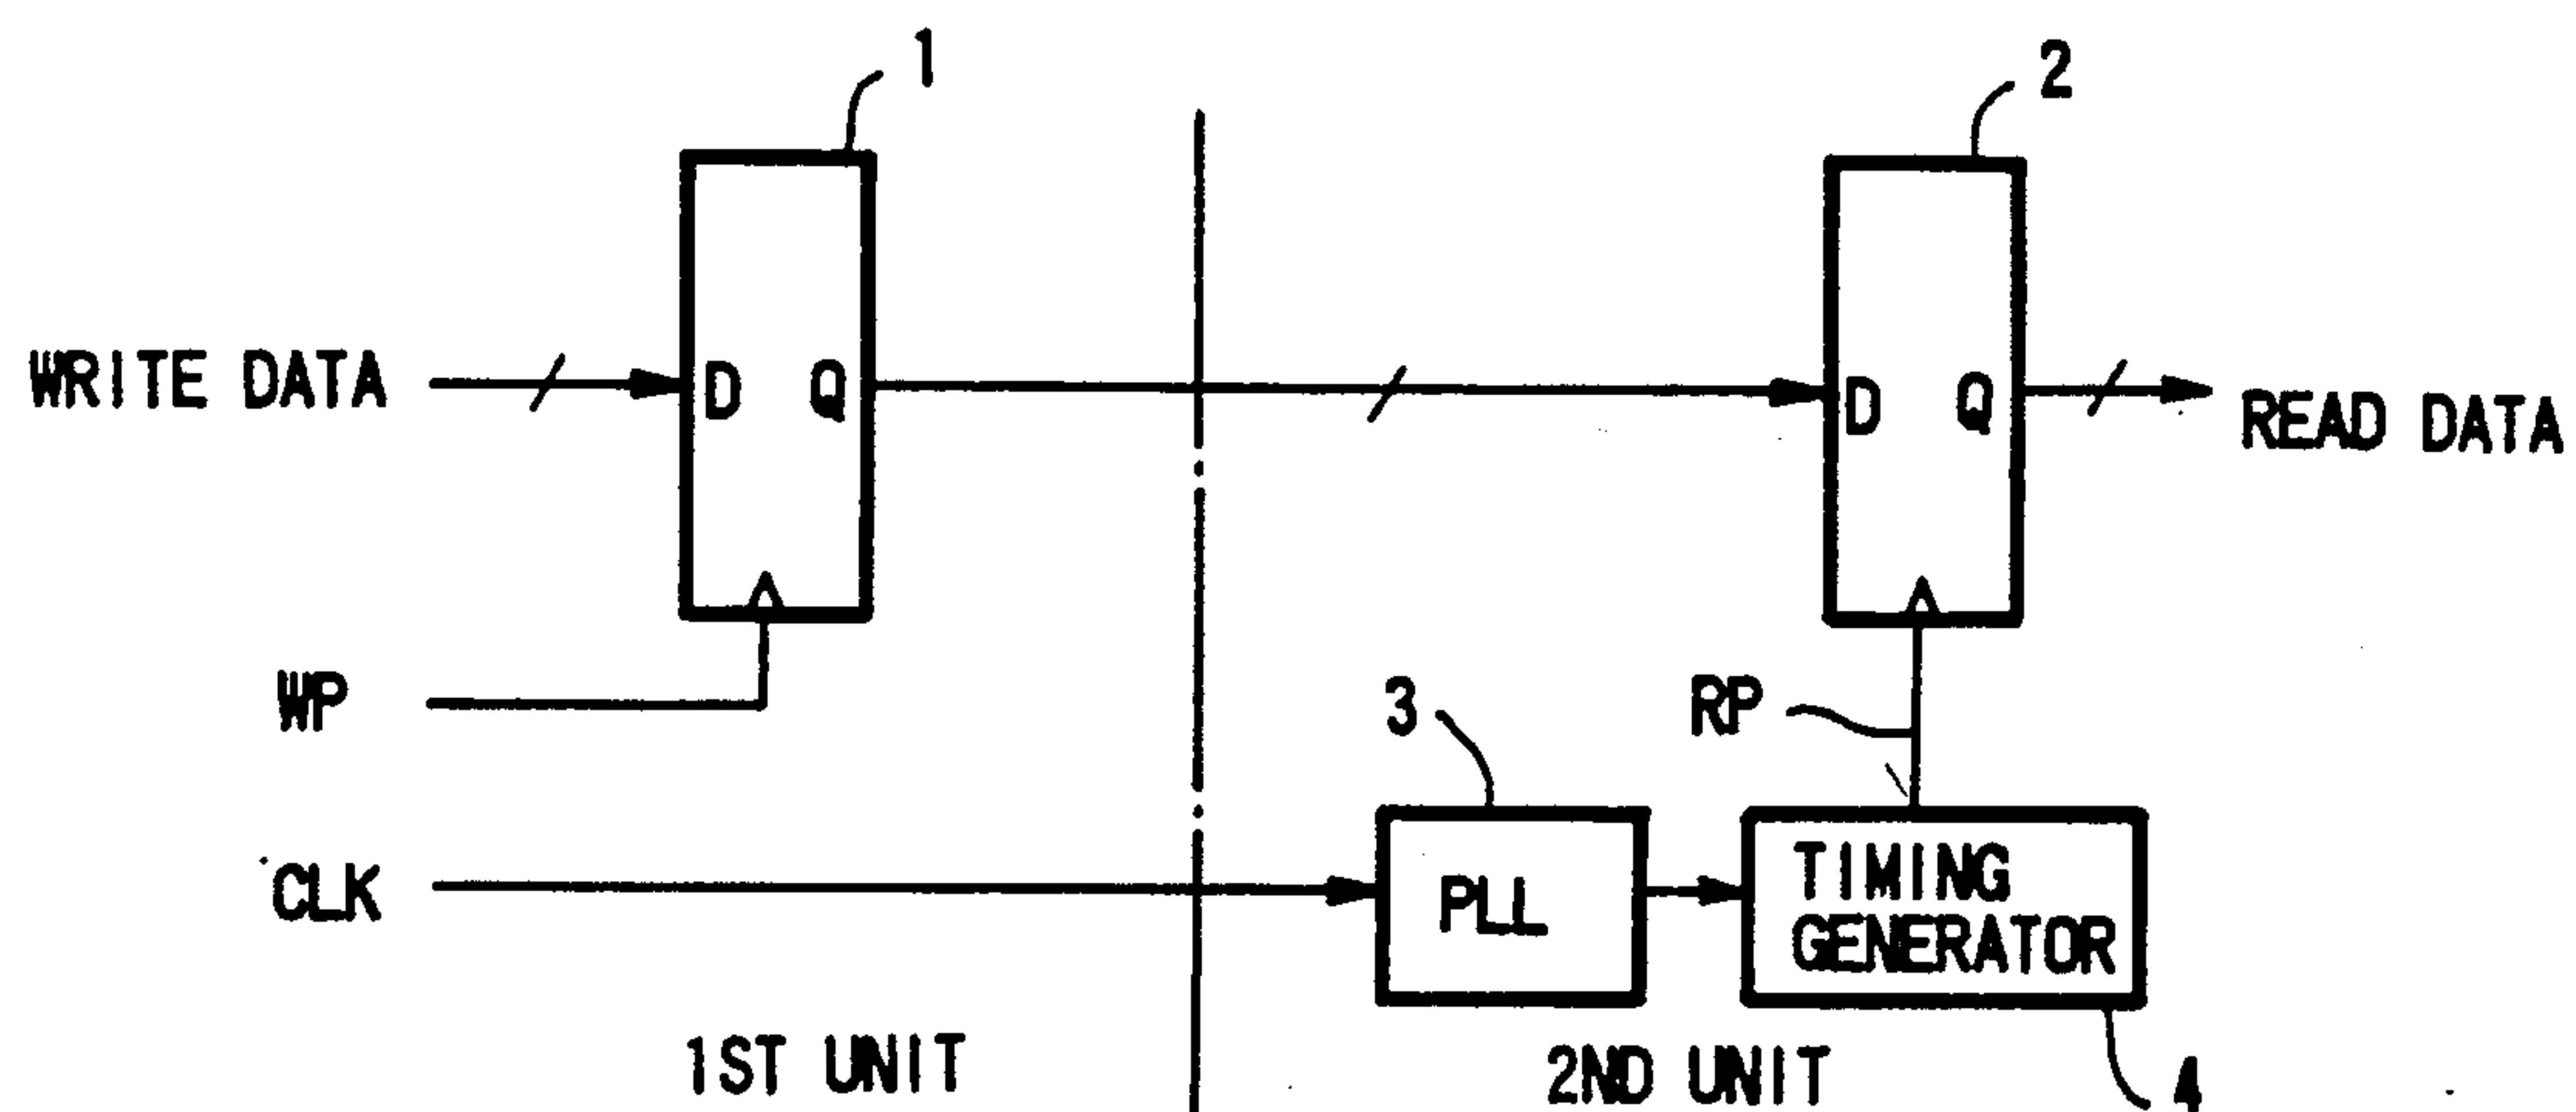 1
2
WRITE DATA
D Q
D Q
READ DATA
WP
3
RP
CLK
PLL
TIMING
GENERATOR
1ST UNIT
2ND UNIT
4